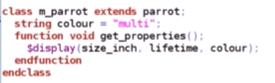 class m_parrot extends parrot;
string colour = "multi";
function void get_properties();
$display(size_inch, lifetime, colour);
endfunction
endclass